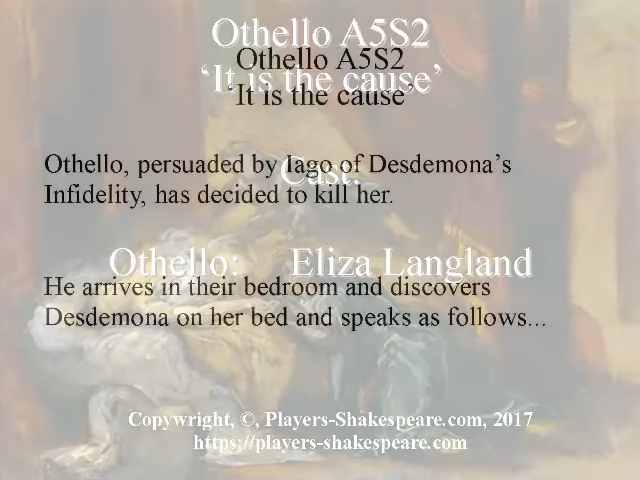 Othello A5S2
Othello A5S2
‘It is the cause’
‘It is the cause’
Othello, persuaded by Iago of Desdemona’s
Cast:
Infidelity, has decided to kill her.
Othello: Eliza Langland
He arrives in their bedroom and discovers
Desdemona on her bed and speaks as follows...
Copywright, ©, Players-Shakespeare.com, 2017
https://players-shakespeare.com